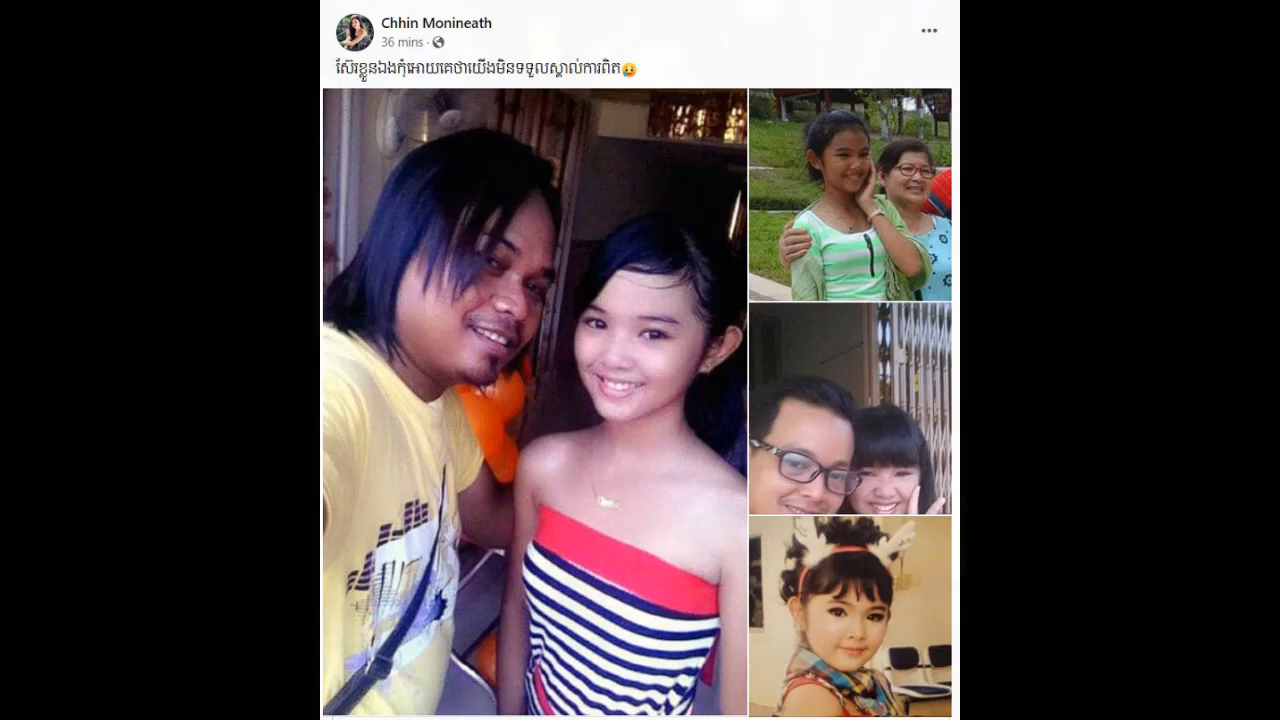 Chhin Monineath
36 mins ·
ស៊ែរខ្លួនឯងកុំអោយគេថាយើងមិនទទួលស្គាល់ការពិត😥